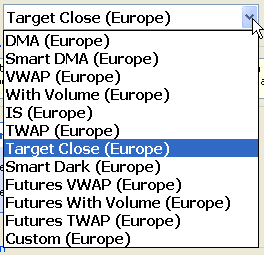 Target Close (Europe)
DMA (Europe)
Smart DMA (Europe)
VWAP (Europe)
With Volume (Europe)
IS (Europe)
TWAP (Europe)
Target Close (Europe)
Smart Dark (Europe)
Futures VWAP (Europe)
Futures With Volume (Europe)
Futures TWAP (Europe)
Custom (Europe)